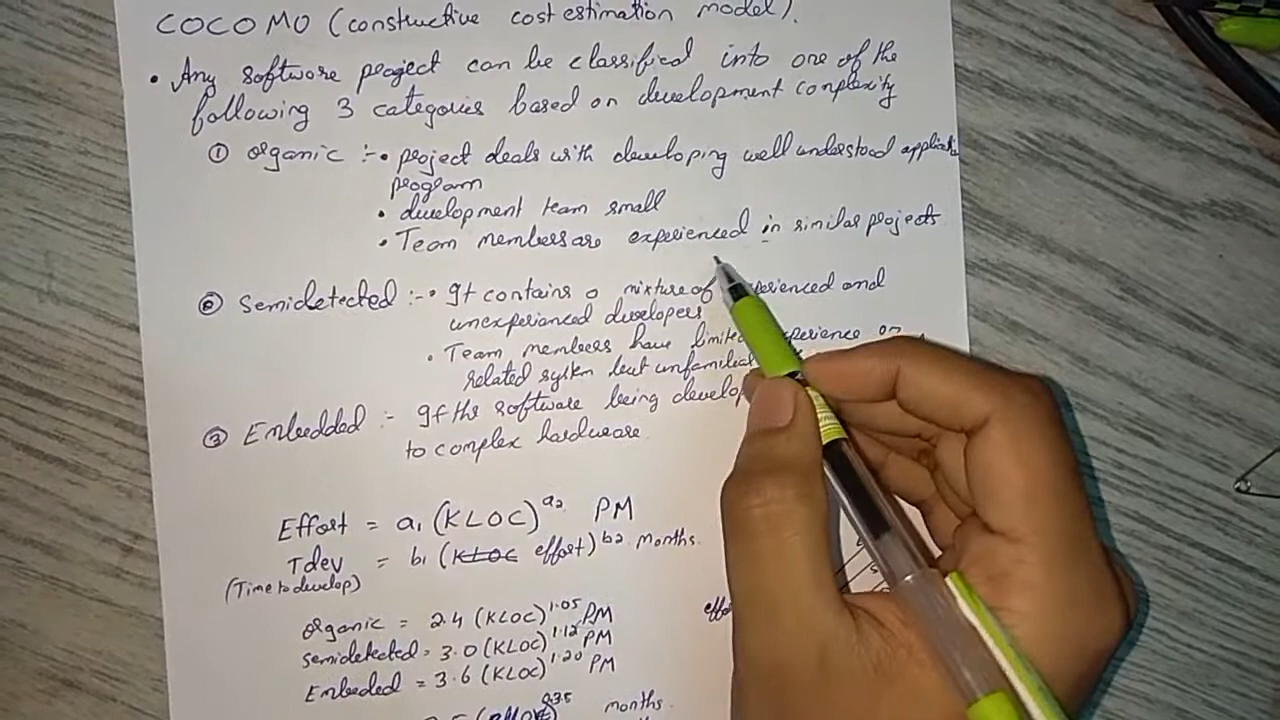 COCOMO (constructive cost estimation model).
• Any software project can be classified into one of the
following 3 categories based on development complexity
① organic :- • project deals with developing well understood
program
• development team small
• Team members are experienced in similar projects
② Semidetected :- • It contains a mixture of and
unexperianced developers
• Team members have limited on
related system but unfamiliar
③ Embedded :- If the software being
to complex hardware.
Effort = a₁ (KLOC)^a₂ PM
Tdev = b₁ (KLOC effort)^b₂ months.
(Time to develop)
organic = 2.4 (KLOC)^1.05 PM
Semidetected = 3.0 (KLOC)^1.12 PM
Embeded = 3.6 (KLOC)^1.20 PM
months.